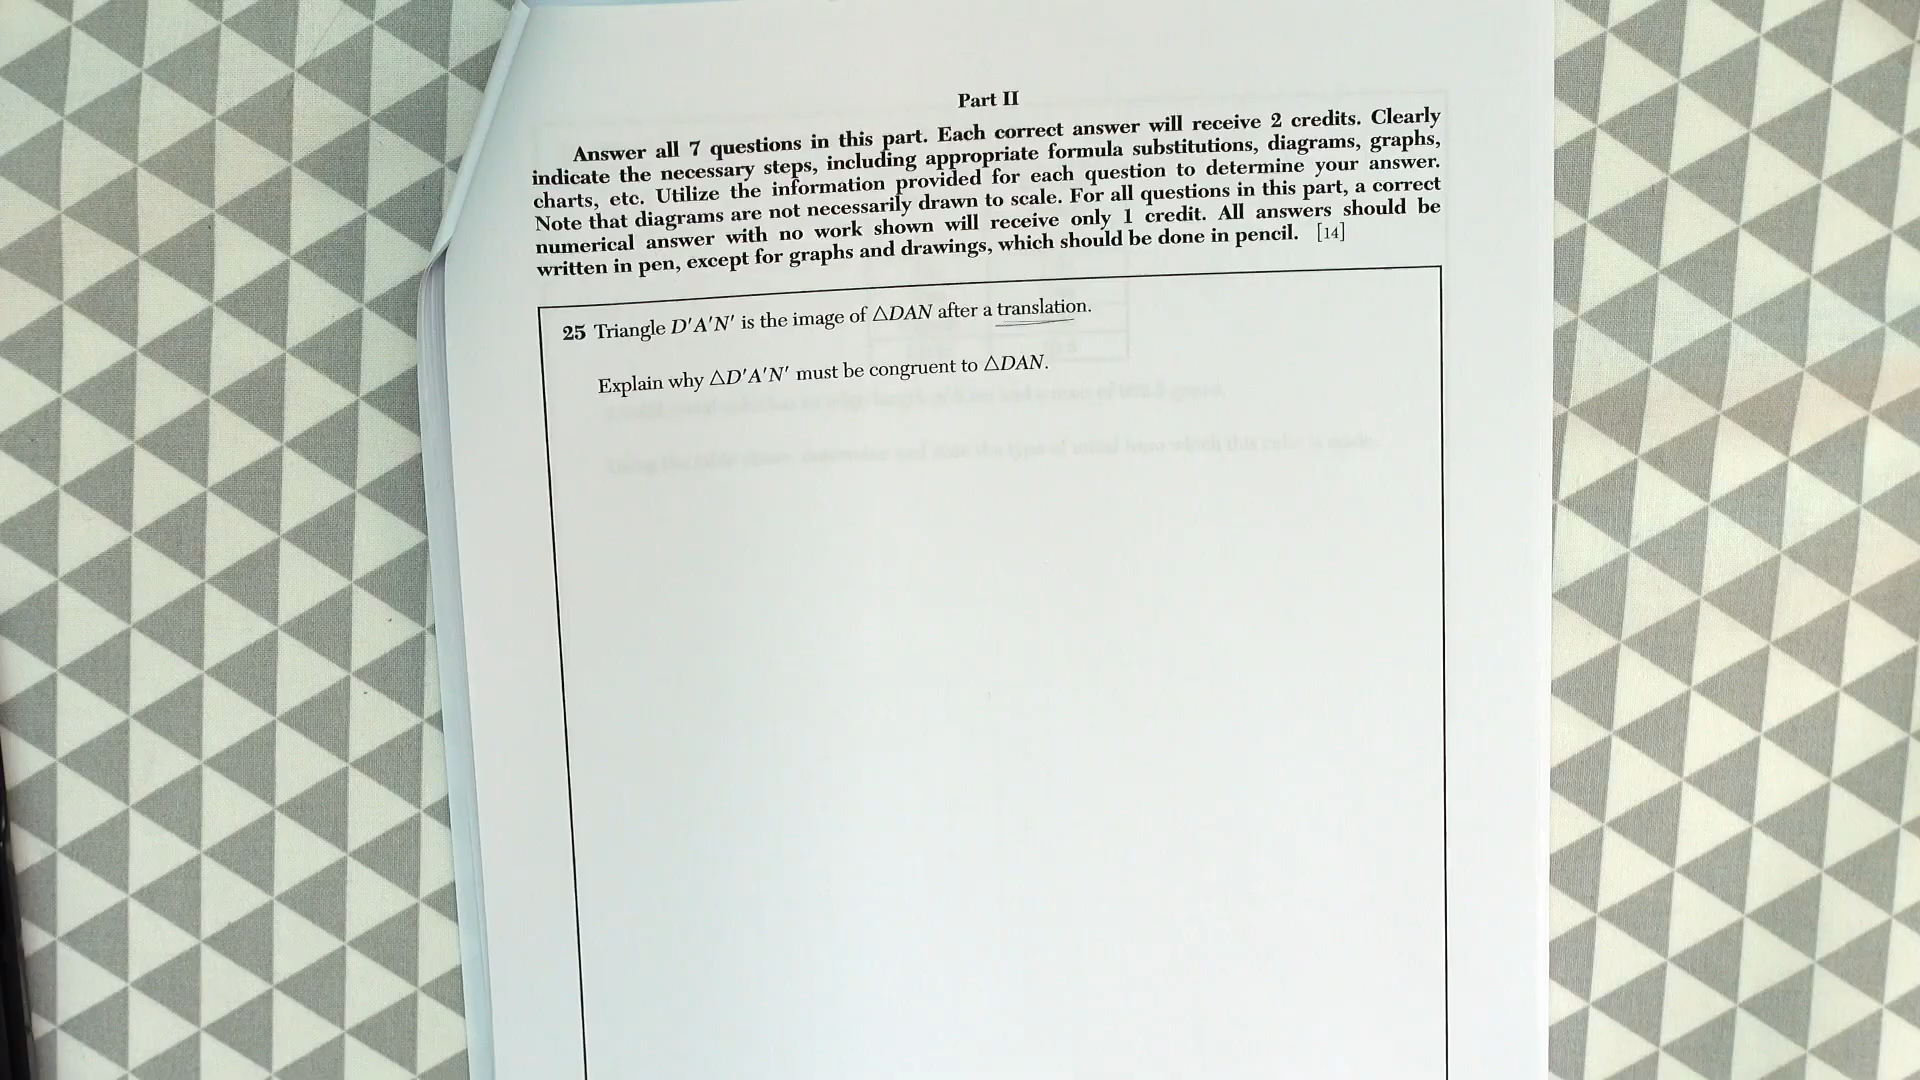 Part II
Answer all 7 questions in this part. Each correct answer will receive 2 credits. Clearly
indicate the necessary steps, including appropriate formula substitutions, diagrams, graphs,
charts, etc. Utilize the information provided for each question to determine your answer.
Note that diagrams are not necessarily drawn to scale. For all questions in this part, a correct
numerical answer with no work shown will receive only 1 credit. All answers should be
written in pen, except for graphs and drawings, which should be done in pencil. [14]
25 Triangle D′A′N′ is the image of △DAN after a translation.
Explain why △D′A′N′ must be congruent to △DAN.